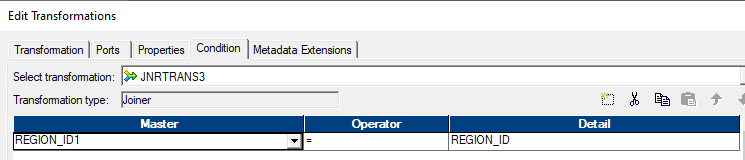 Edit Transformations
Transformation Ports Properties Condition Metadata Extensions
Select transformation: JNRTRANS3
Transformation type: Joiner
Master Operator Detail
REGION_ID1 = REGION_ID